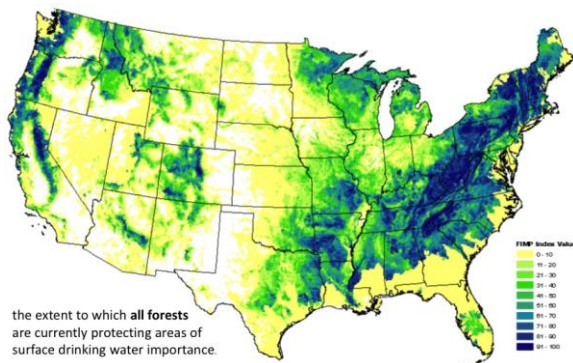 FIMP Index Value
0 - 10
11 - 20
21 - 30
31 - 40
41 - 50
51 - 60
61 - 70
71 - 80
81 - 90
91 - 100
the extent to which all forests
are currently protecting areas of
surface drinking water importance.